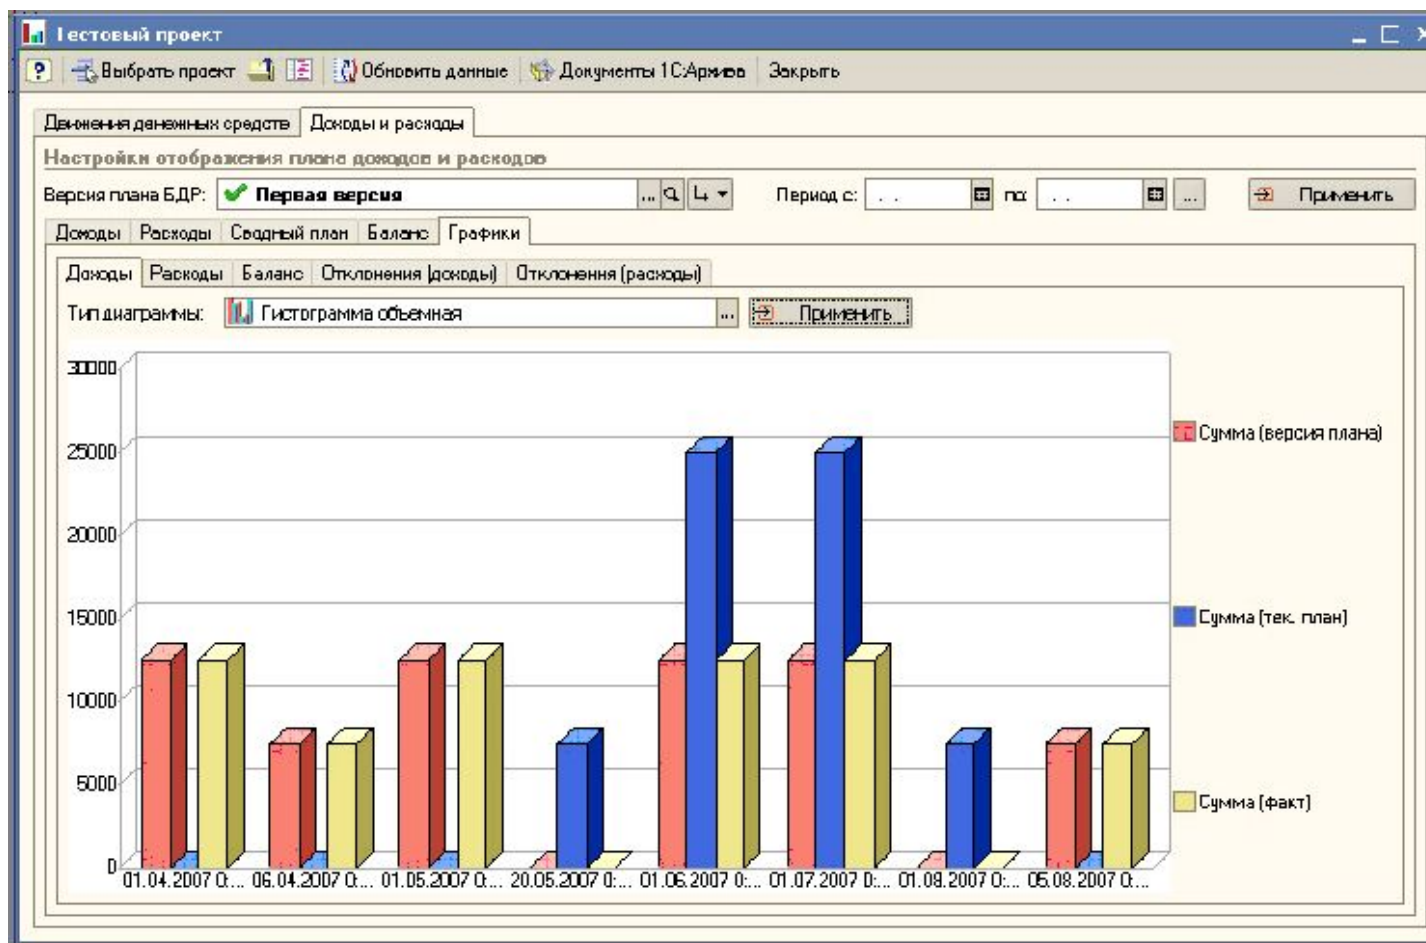 Тестовый проект
Выбрать проект Обновить данные Документы 1С:Архива Закрыть
Движения денежных средств Доходы и расходы
Настройки отображения плана доходов и расходов
Версия плана БДР: Первая версия ... Период с: . . по: . . ... Применить
Доходы Расходы Сводный план Баланс Графики
Доходы Расходы Баланс Отклонения (доходы) Отклонения (расходы)
Тип диаграммы: Гистограмма объемная ... Применить
30000
25000
20000
15000
10000
5000
0
01.04.2007 0:... 06.04.2007 0:... 01.05.2007 0:... 20.05.2007 0:... 01.06.2007 0:... 01.07.2007 0:... 01.08.2007 0:... 05.08.2007 0:...
Сумма (версия плана)
Сумма (тек. план)
Сумма (факт)